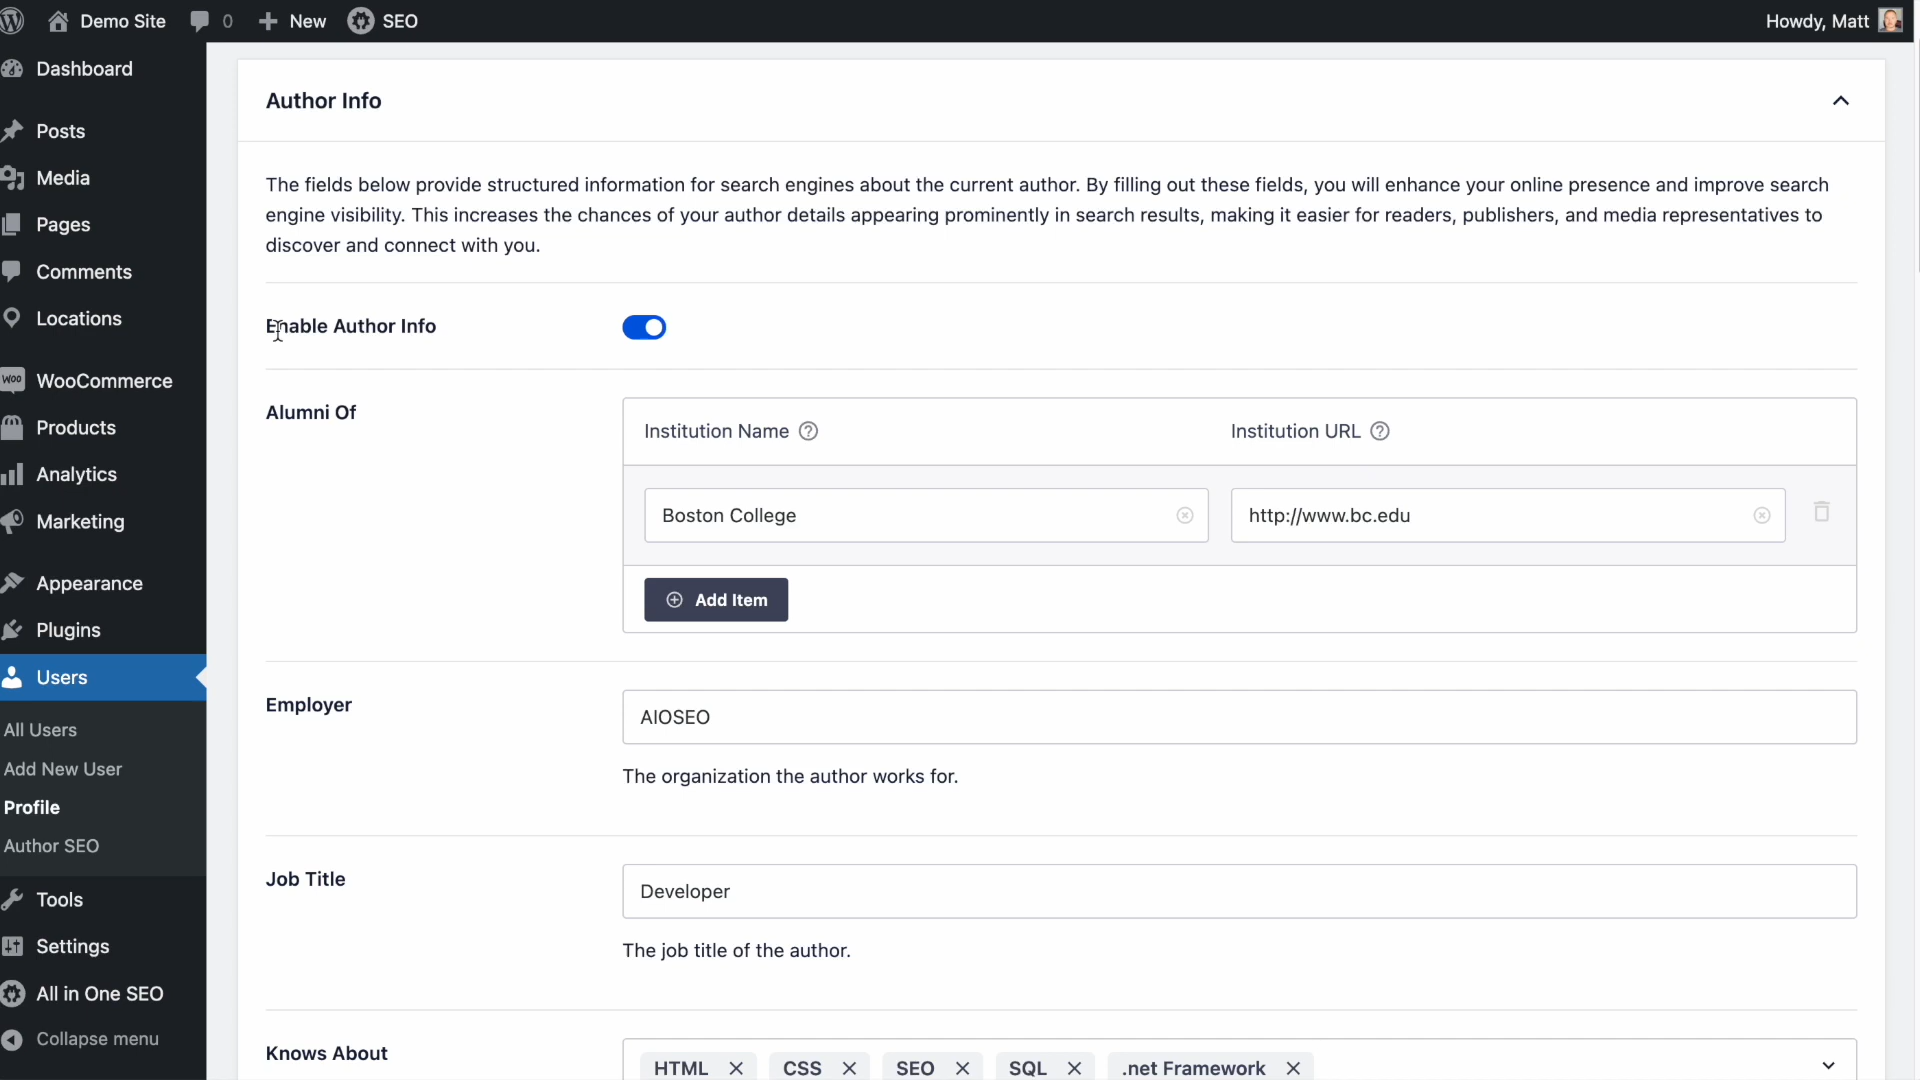 Demo Site 0 New SEO Howdy, Matt
Dashboard
Posts
Media
Pages
Comments
Locations
WOO WooCommerce
Products
Analytics
Marketing
Appearance
Plugins
Users
All Users
Add New User
Profile
Author SEO
Tools
Settings
All in One SEO
Collapse menu
Author Info
The fields below provide structured information for search engines about the current author. By filling out these fields, you will enhance your online presence and improve search
engine visibility. This increases the chances of your author details appearing prominently in search results, making it easier for readers, publishers, and media representatives to
discover and connect with you.
Enable Author Info
Alumni Of
Institution Name ? Institution URL ?
Boston College http://www.bc.edu
Add Item
Employer
AIOSEO
The organization the author works for.
Job Title
Developer
The job title of the author.
Knows About
HTML CSS SEO SQL .net Framework